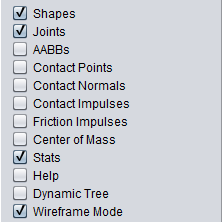 Shapes
Joints
AABBs
Contact Points
Contact Normals
Contact Impulses
Friction Impulses
Center of Mass
Stats
Help
Dynamic Tree
Wireframe Mode